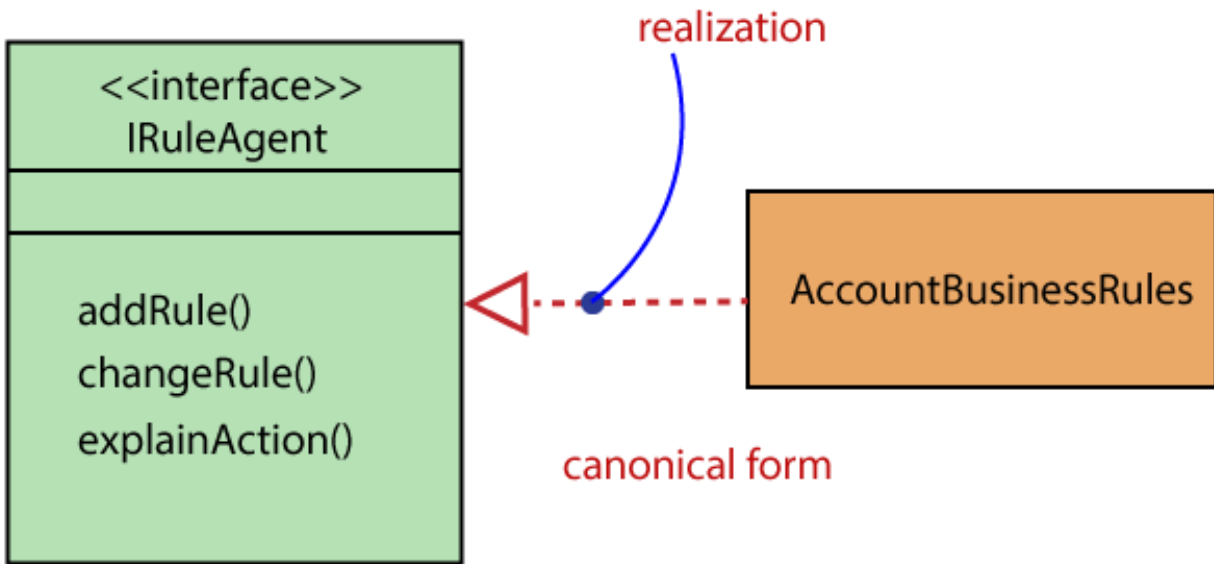 realization
<<interface>>
IRuleAgent
addRule()
changeRule()
explainAction()
AccountBusinessRules
canonical form